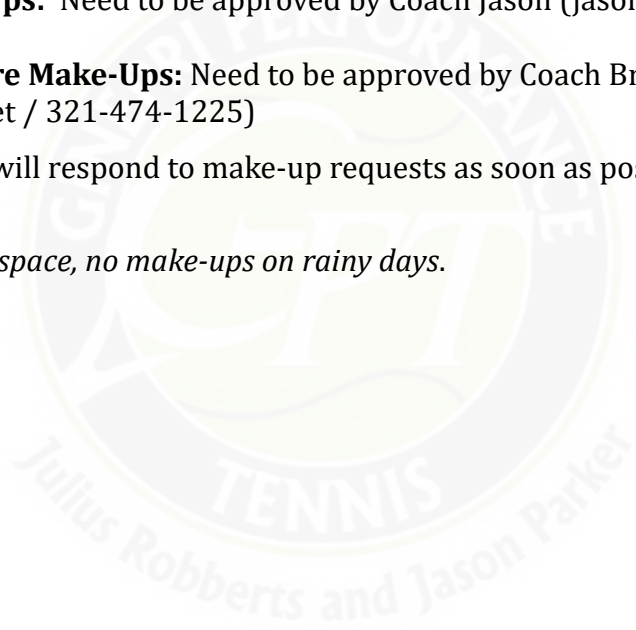 ps: Need to be approved by Coach Jason (Jason
re Make-Ups: Need to be approved by Coach Br
et / 321-474-1225)
will respond to make-up requests as soon as pos
space, no make-ups on rainy days.
PERFORMANCE
GPT
TENNIS
Julius Robberts and Jason Parker